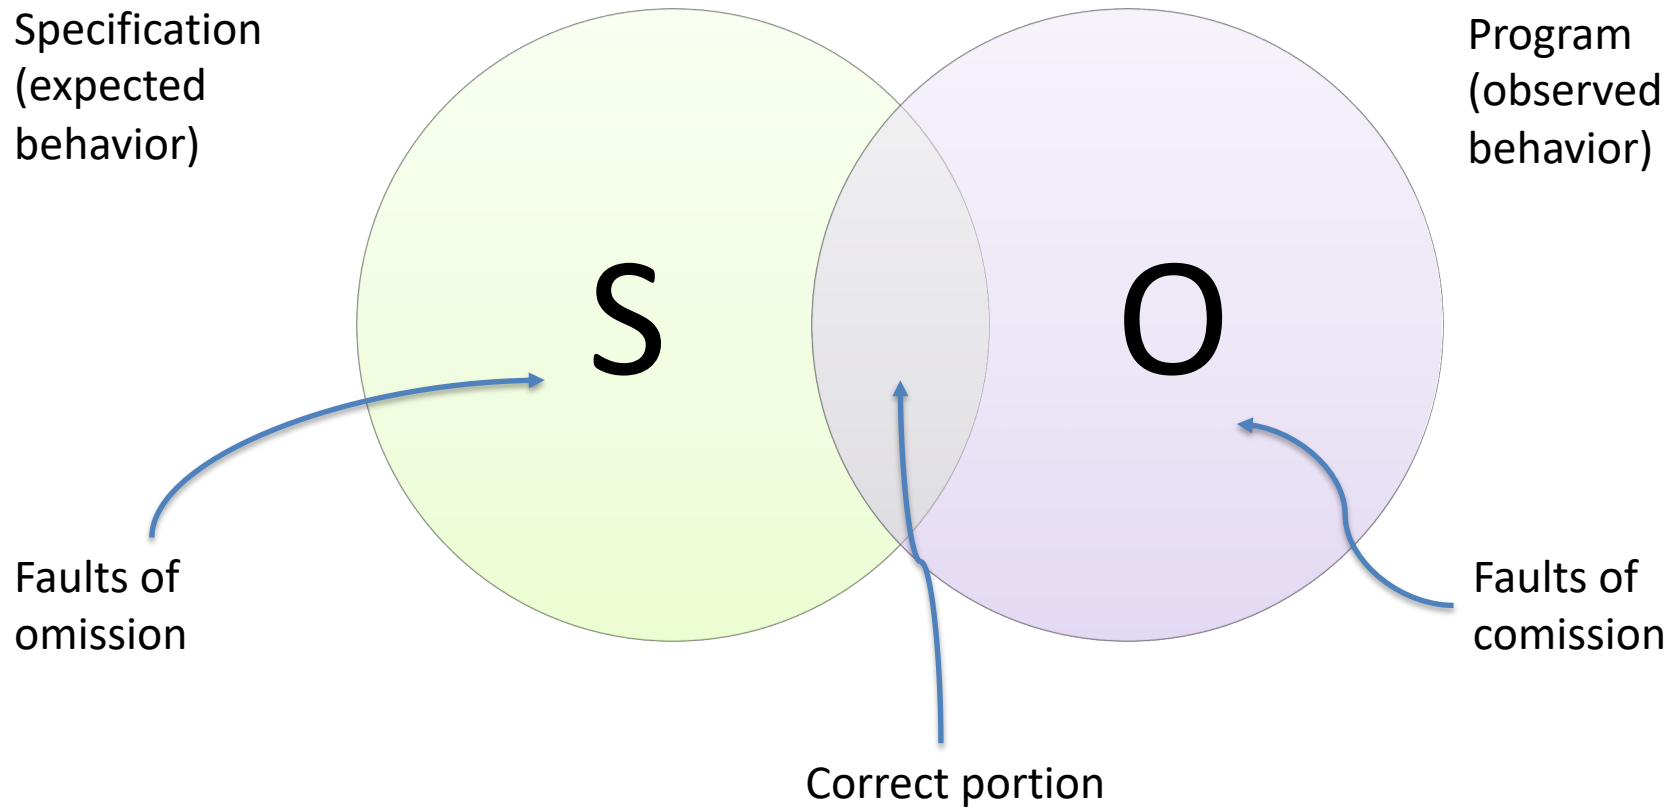 Specification
(expected
behavior)
Program
(observed
behavior)
S
O
Faults of
omission
Faults of
comission
Correct portion